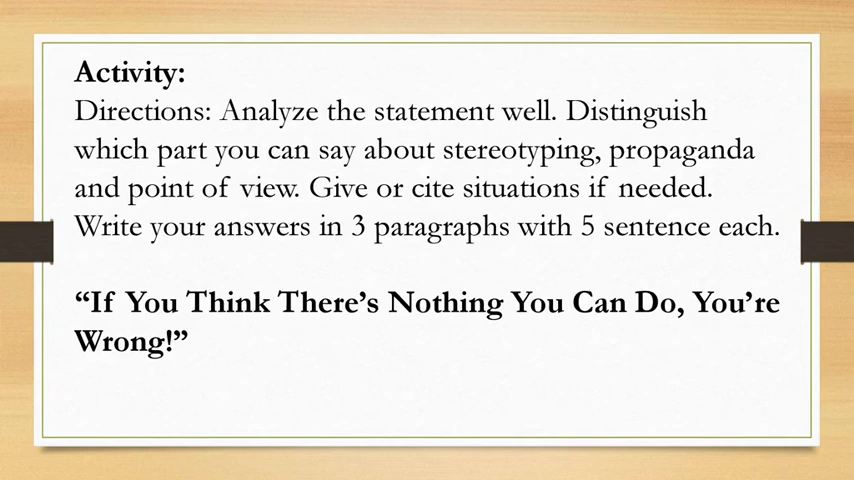 Activity:
Directions: Analyze the statement well. Distinguish
which part you can say about stereotyping, propaganda
and point of view. Give or cite situations if needed.
Write your answers in 3 paragraphs with 5 sentence each.
“If You Think There’s Nothing You Can Do, You’re
Wrong!”